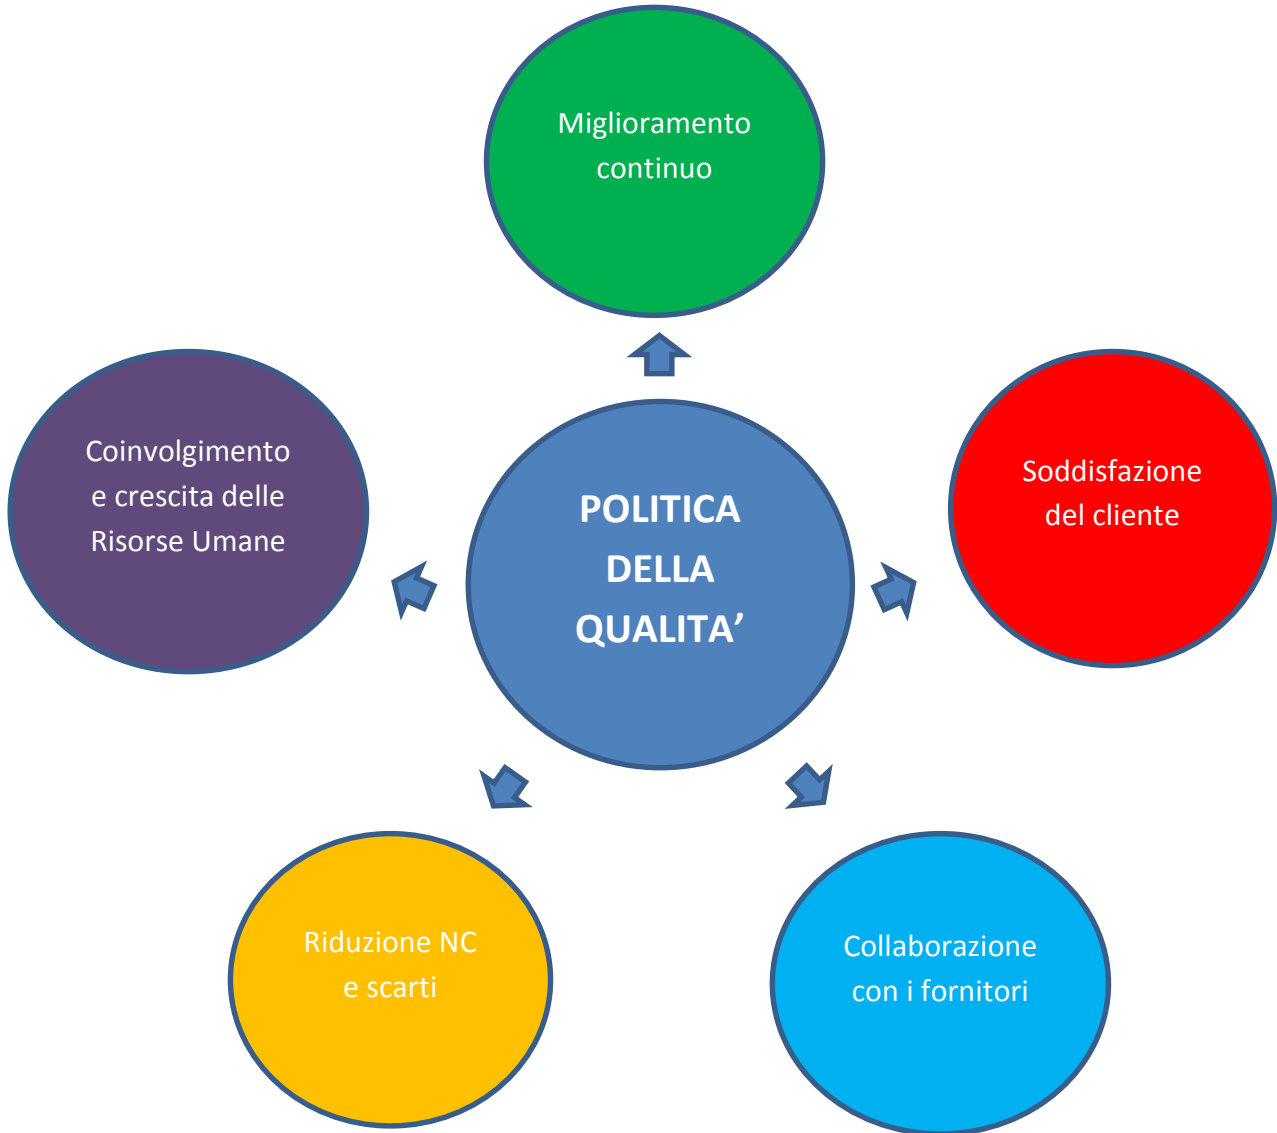 Miglioramento
continuo
Coinvolgimento
e crescita delle
Risorse Umane
POLITICA
DELLA
QUALITA’
Soddisfazione
del cliente
Riduzione NC
e scarti
Collaborazione
con i fornitori